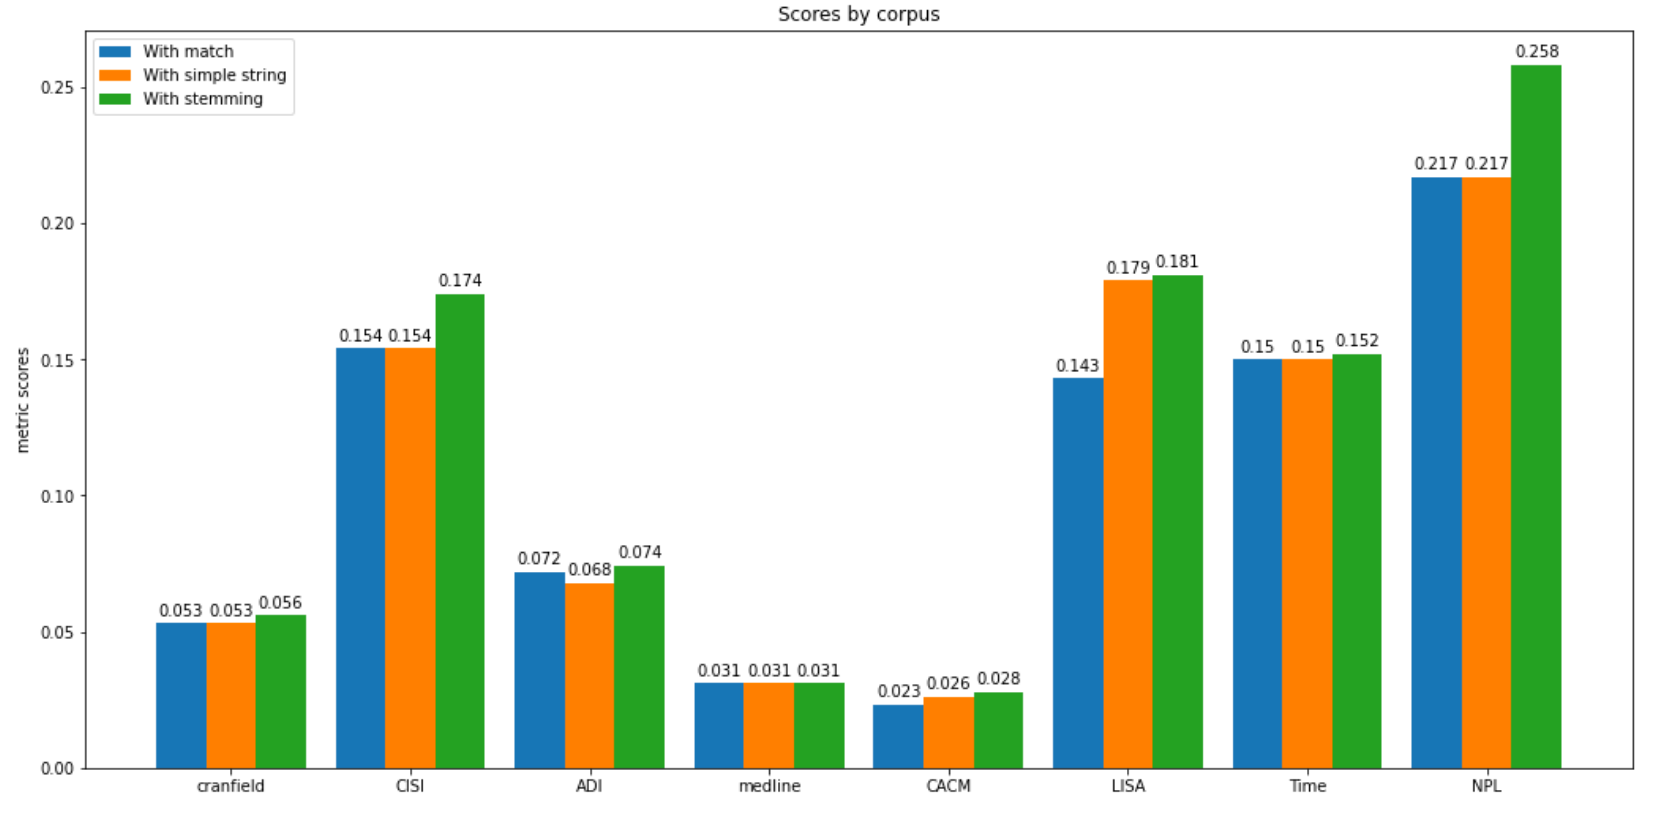 Scores by corpus
With match
With simple string
With stemming
metric scores
0.25
0.20
0.15
0.10
0.05
0.00
0.053 0.053 0.056
0.154 0.154 0.174
0.072 0.068 0.074
0.031 0.031 0.031
0.023 0.026 0.028
0.143 0.179 0.181
0.15 0.15 0.152
0.217 0.217 0.258
cranfield CISI ADI medline CACM LISA Time NPL